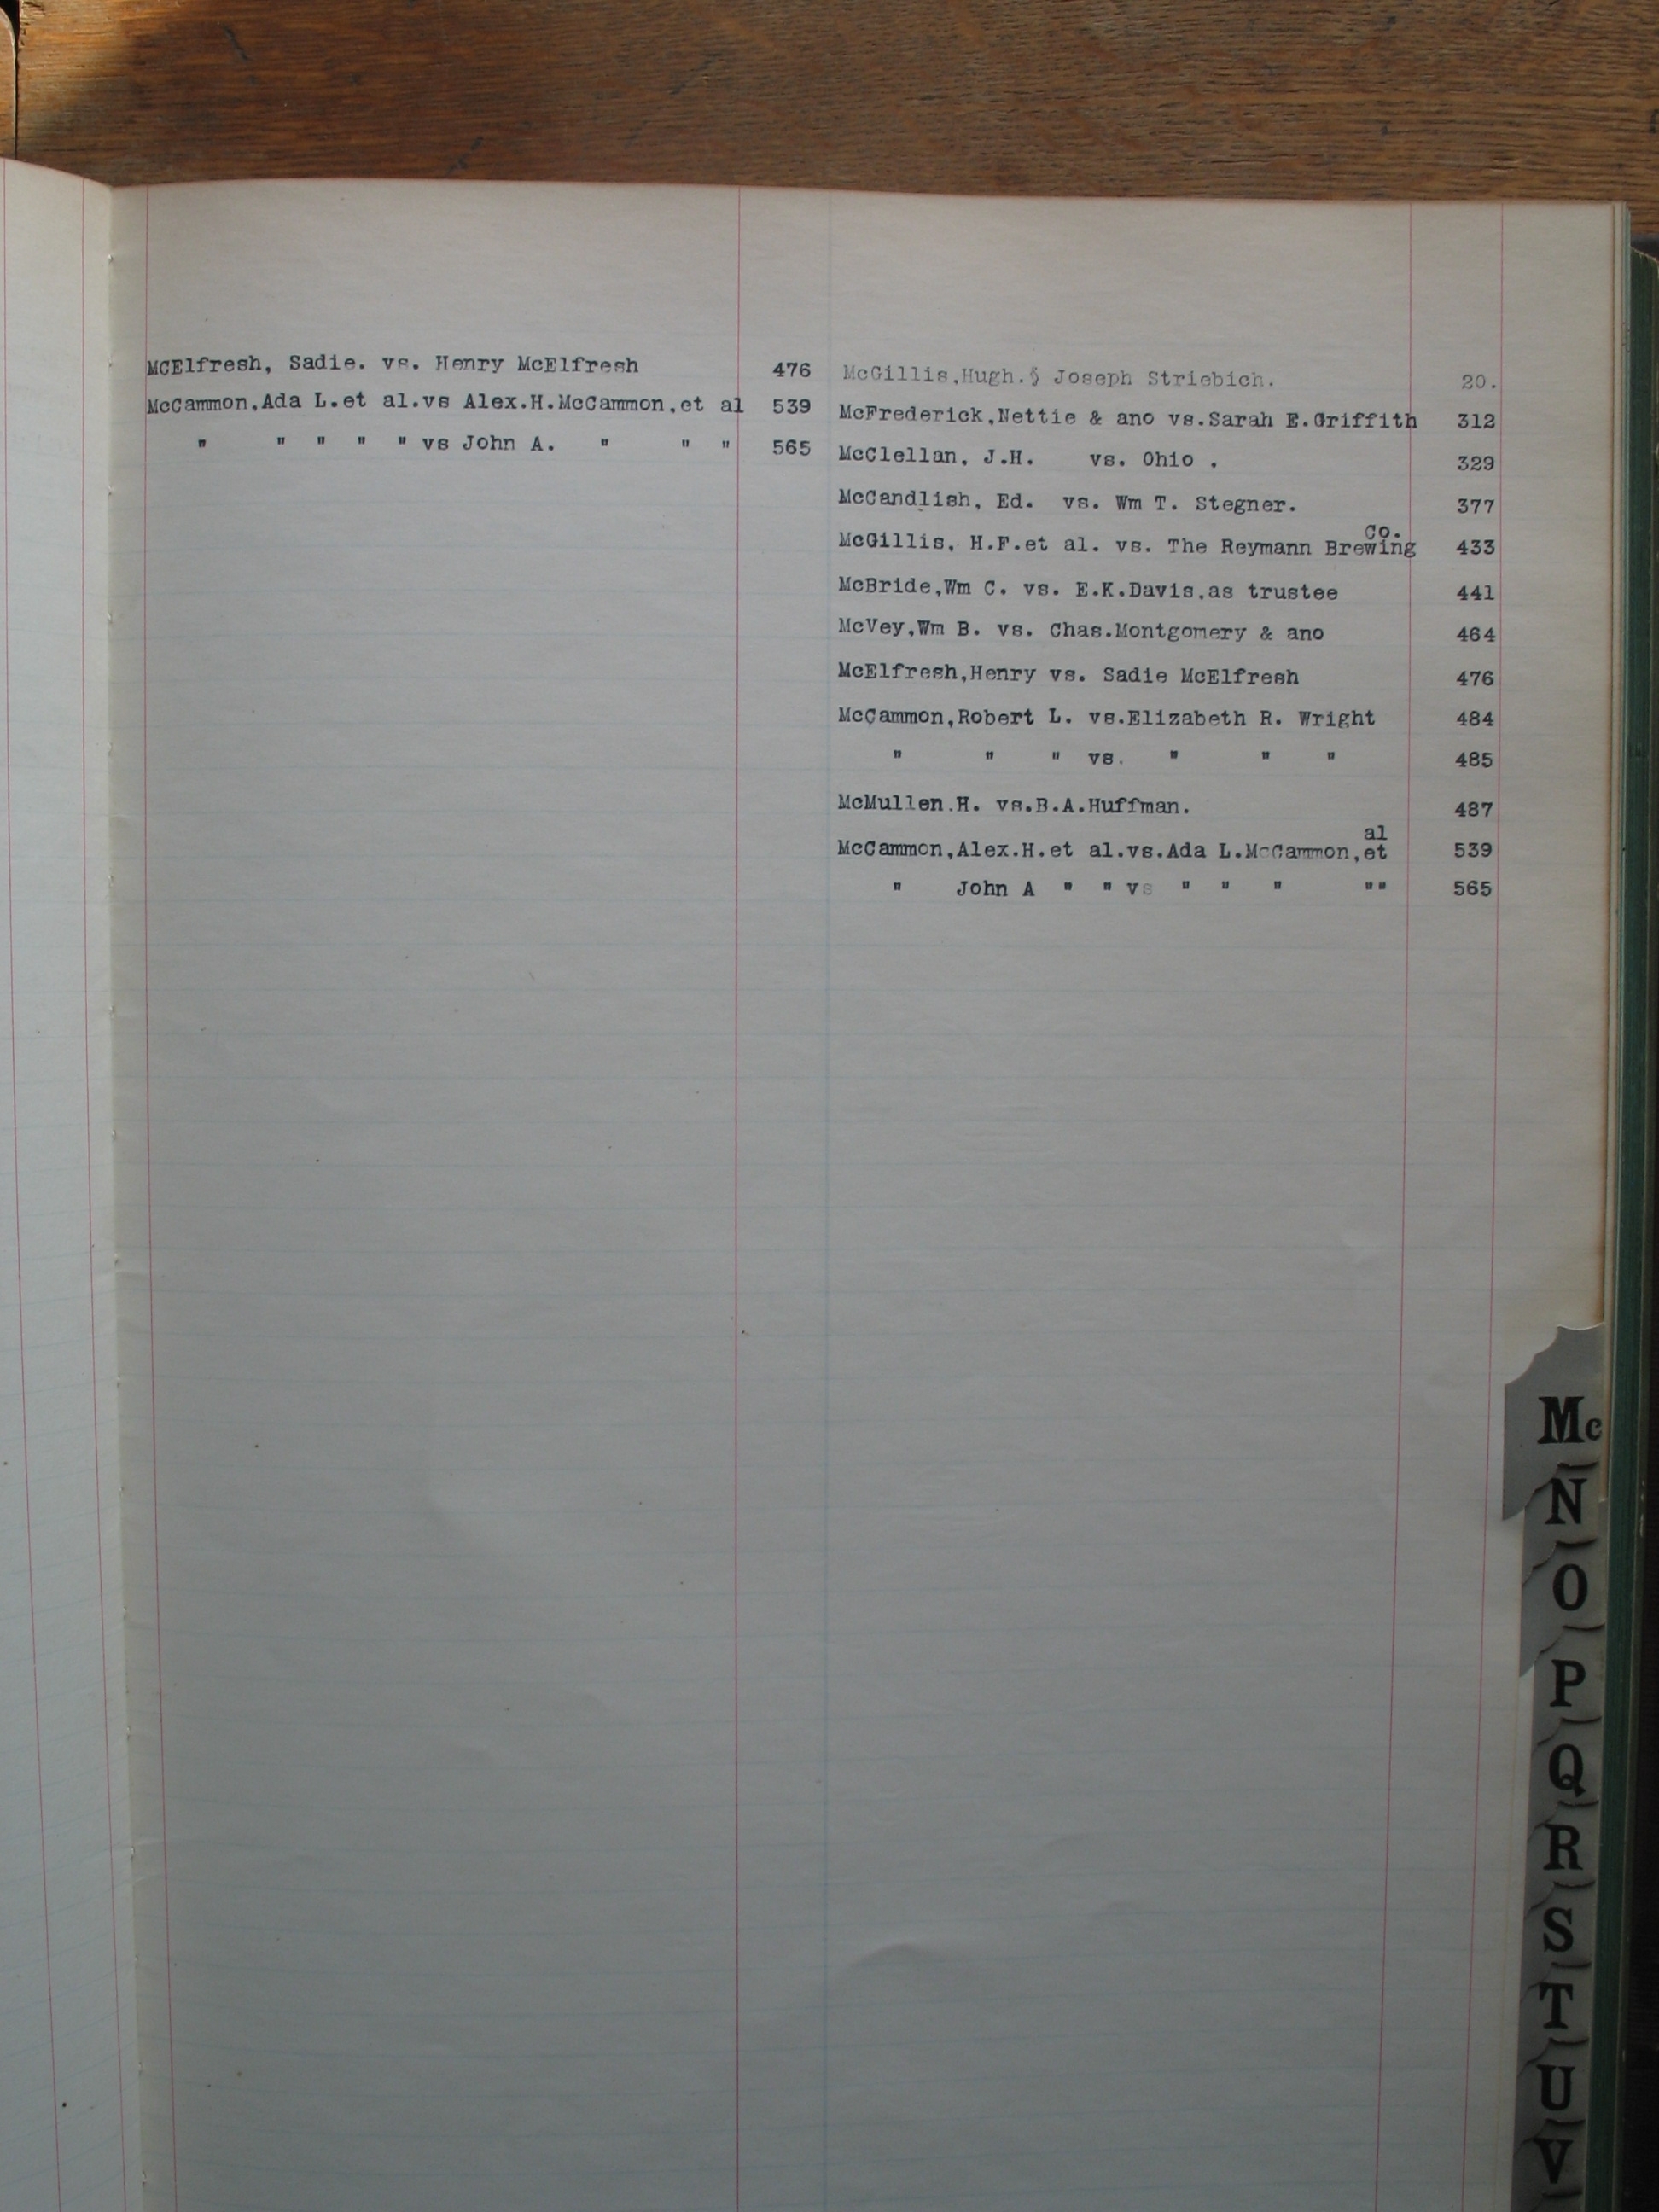 MCElfresh, Sadie. vs. Henry McElfresh 476
McCammon,Ada L.et al.vs Alex.H.McCammon,et al 539
" " " " " vs John A. " " " 565
McGillis,Hugh.§ Joseph Striebich. 20.
McFrederick,Nettie & ano vs.Sarah E.Griffith 312
McClellan, J.H. vs. Ohio . 329
McCandlish, Ed. vs. Wm T. Stegner. 377
Co.
McGillis, H.F.et al. vs. The Reymann Brewing 433
McBride,Wm C. vs. E.K.Davis,as trustee 441
McVey,Wm B. vs. Chas.Montgomery & ano 464
McElfresh,Henry vs. Sadie McElfresh 476
McCammon,Robert L. vs.Elizabeth R. Wright 484
" " " vs. " " " 485
McMullen.H. vs.B.A.Huffman. 487
al
McCammon,Alex.H.et al.vs.Ada L.McCammon,et 539
" John A " " vs " " " "" 565
Mc
N
O
P
Q
R
S
T
U
V